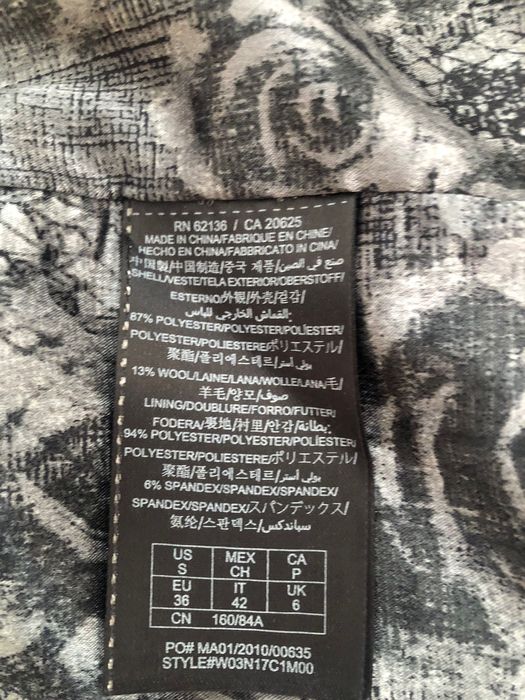 RN 62136 / CA 20625
MADE IN CHINA/FABRIQUE EN CHINE/
HECHO EN CHINA/FABBRICATO IN CINA/
中国製/中国制造/중국 제품/صنع في الصين/
SHELL/VESTE/TELA EXTERIOR/OBERSTOFF/
ESTERNO/外観/外壳/겉감/
القماش الخارجي للباس:
87% POLYESTER/POLYESTER/POLIÉSTER/
POLYESTER/POLIESTERE/ポリエステル/
聚酯/폴리에스테르/بولي أستر/
13% WOOL/LAINE/LANA/WOLLE/LANA/毛/
羊毛/양모/صوف/
LINING/DOUBLURE/FORRO/FUTTER/
FODERA/裏地/衬里/안감/بطانة:
94% POLYESTER/POLYESTER/POLIÉSTER/
POLYESTER/POLIESTERE/ポリエステル/
聚酯/폴리에스테르/بولي أستر/
6% SPANDEX/SPANDEX/SPANDEX/
SPANDEX/SPANDEX/スパンデックス/
氨纶/스판덱스/سباندكس
US MEX CA
S CH P
EU IT UK
36 42 6
CN 160/84A
PO# MA01/2010/00635
STYLE#W03N17C1M00